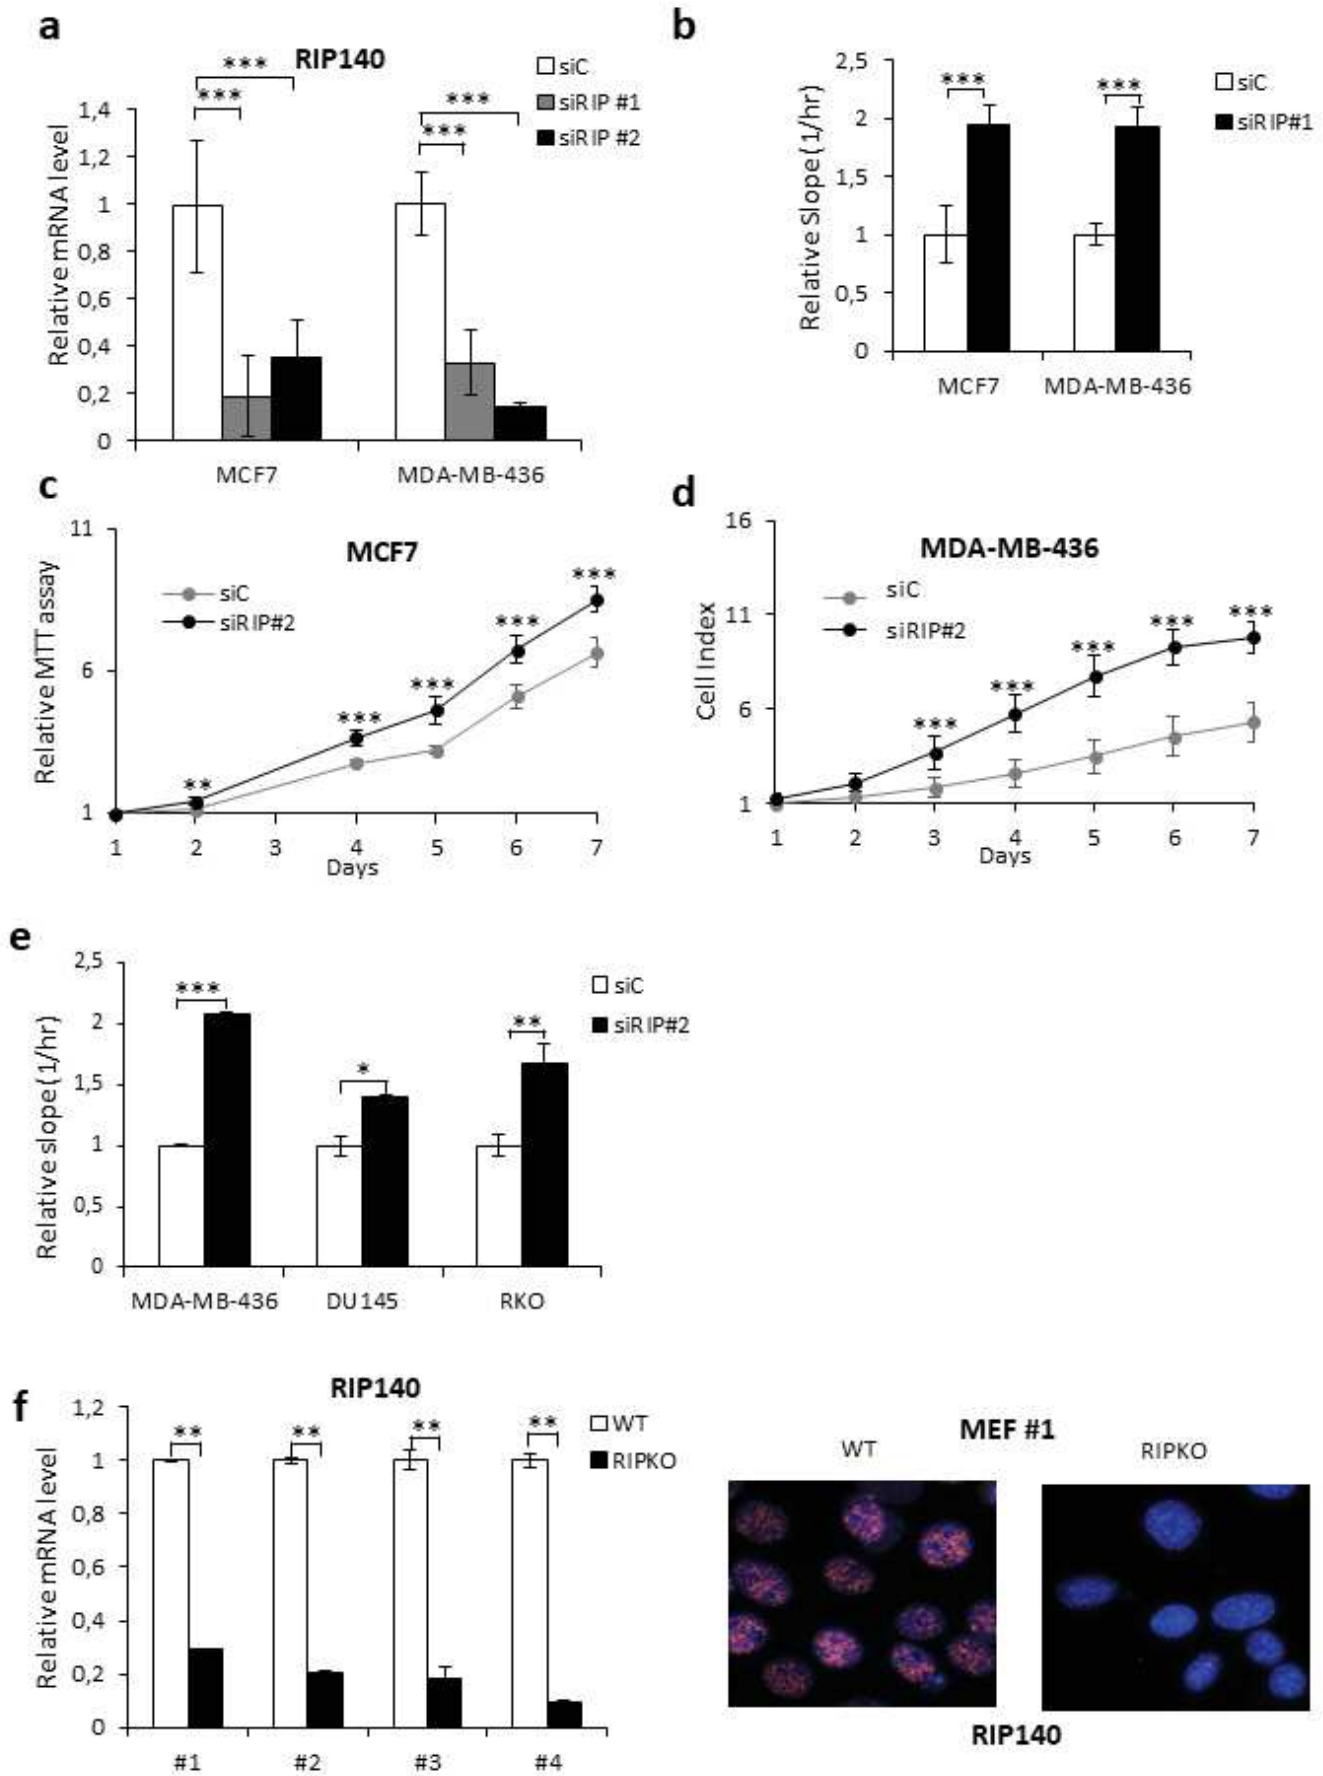 a
RIP140
siC
siRIP #1
siRIP #2
***
***
***
***
Relative mRNA level
1,4
1,2
1
0,8
0,6
0,4
0,2
0
MCF7 MDA-MB-436
b
siC
siRIP#1
*** ***
Relative Slope (1/hr)
2,5
2
1,5
1
0,5
0
MCF7 MDA-MB-436
c
MCF7
siC
siRIP#2
Relative MTT assay
11
6
1
** *** *** *** ***
1 2 3 4 5 6 7
Days
d
MDA-MB-436
siC
siRIP#2
Cell Index
16
11
6
1
*** *** *** *** ***
1 2 3 4 5 6 7
Days
e
siC
siRIP#2
*** * **
Relative slope (1/hr)
2,5
2
1,5
1
0,5
0
MDA-MB-436 DU145 RKO
f
RIP140
WT
RIPKO
** ** ** **
Relative mRNA level
1,2
1
0,8
0,6
0,4
0,2
0
#1 #2 #3 #4
MEF #1
WT RIPKO
RIP140